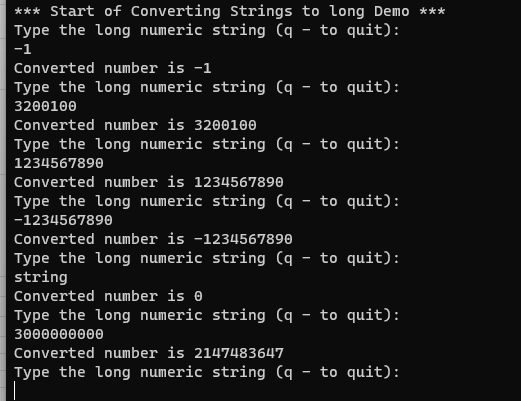 *** Start of Converting Strings to long Demo ***
Type the long numeric string (q - to quit):
-1
Converted number is -1
Type the long numeric string (q - to quit):
3200100
Converted number is 3200100
Type the long numeric string (q - to quit):
1234567890
Converted number is 1234567890
Type the long numeric string (q - to quit):
-1234567890
Converted number is -1234567890
Type the long numeric string (q - to quit):
string
Converted number is 0
Type the long numeric string (q - to quit):
3000000000
Converted number is 2147483647
Type the long numeric string (q - to quit):